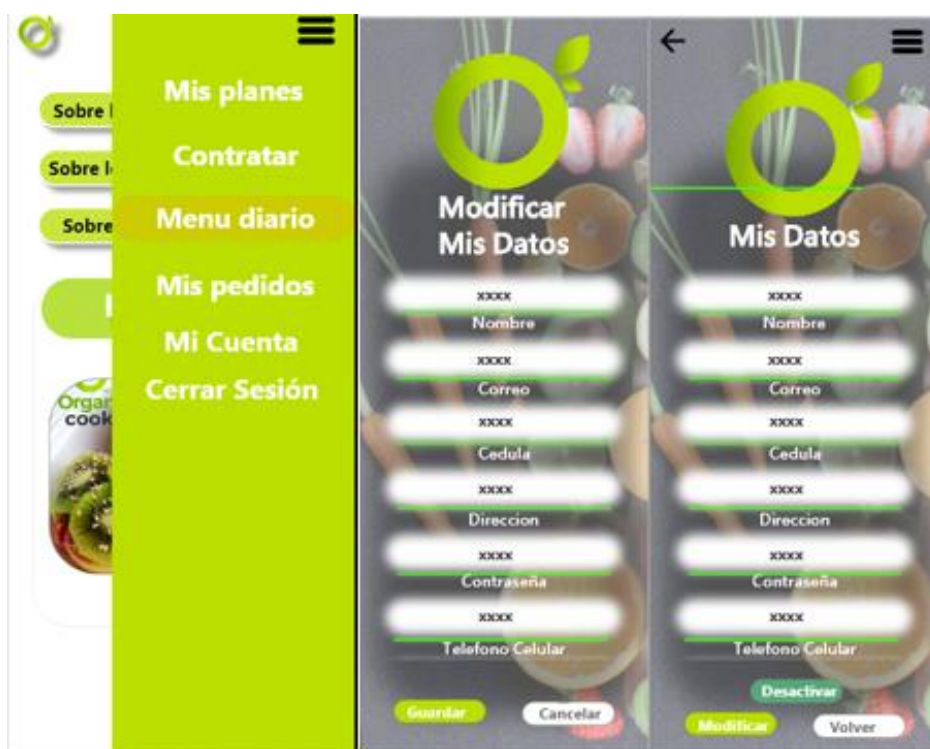 Sobre
Sobre
Sobre
cook
Mis planes
Contratar
Menu diario
Mis pedidos
Mi Cuenta
Cerrar Sesión
Modificar
Mis Datos
xxxx
Nombre
xxxx
Correo
xxxx
Cedula
xxxx
Direccion
xxxx
Contraseña
xxxx
Telefono Celular
Guardar
Cancelar
Mis Datos
xxxx
Nombre
xxxx
Correo
xxxx
Cedula
xxxx
Direccion
xxxx
Contraseña
xxxx
Telefono Celular
Desactivar
Modificar
Volver